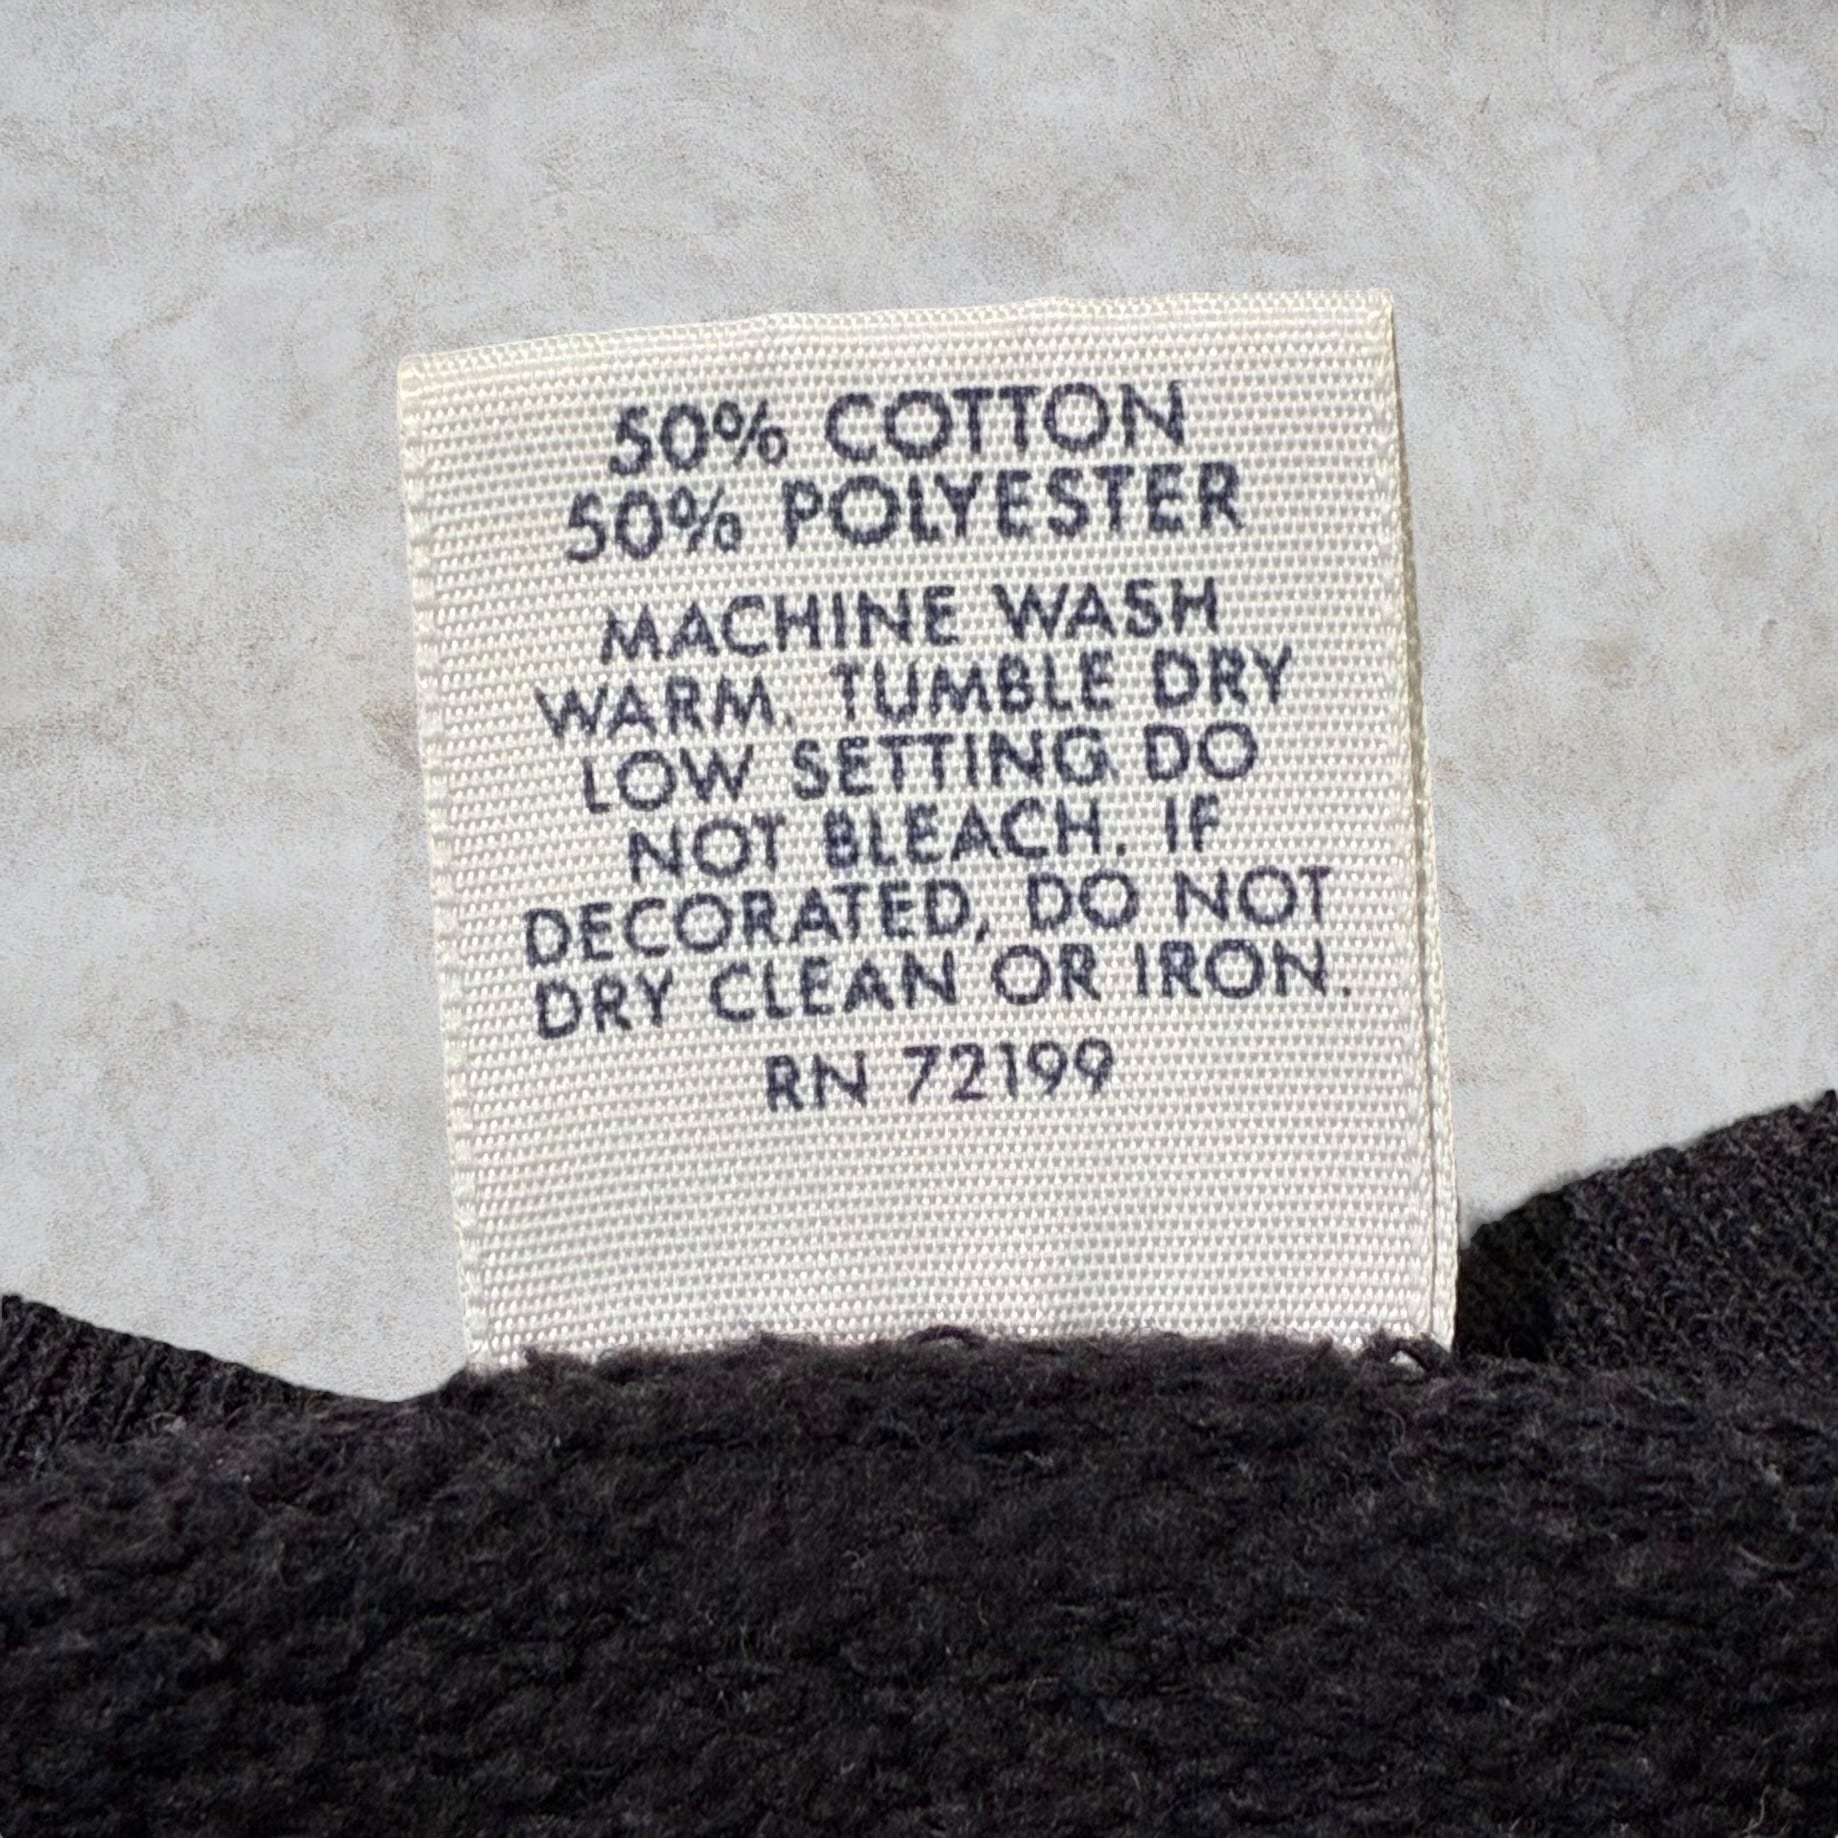 50% COTTON
50% POLYESTER
MACHINE WASH
WARM. TUMBLE DRY
LOW SETTING. DO
NOT BLEACH. IF
DECORATED, DO NOT
DRY CLEAN OR IRON.
RN 72199